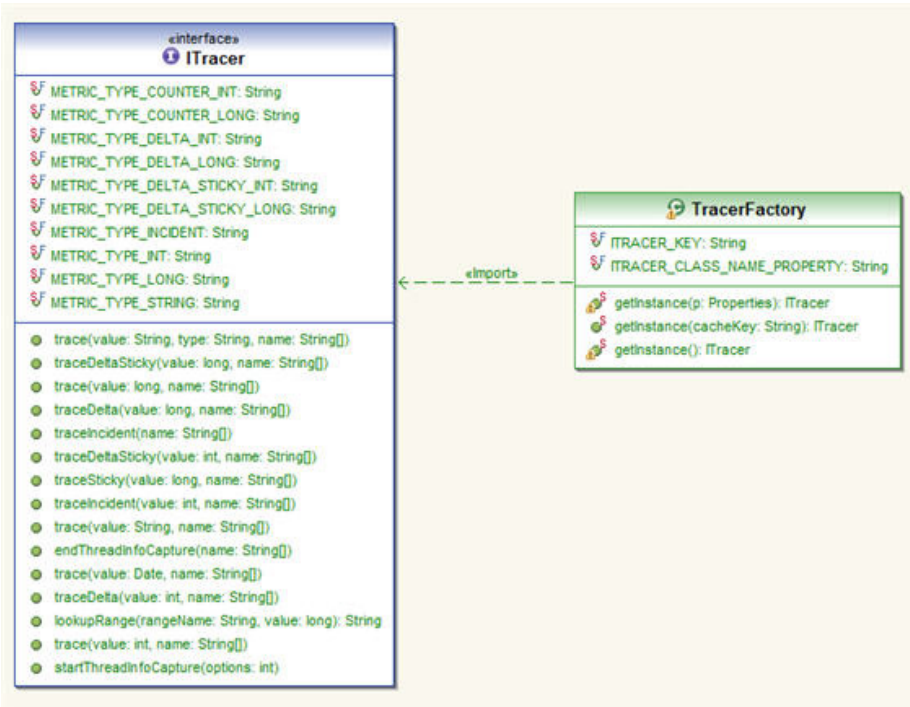 «interface»
ITracer
METRIC_TYPE_COUNTER_INT: String
METRIC_TYPE_COUNTER_LONG: String
METRIC_TYPE_DELTA_INT: String
METRIC_TYPE_DELTA_LONG: String
METRIC_TYPE_DELTA_STICKY_INT: String
METRIC_TYPE_DELTA_STICKY_LONG: String
METRIC_TYPE_INCIDENT: String
METRIC_TYPE_INT: String
METRIC_TYPE_LONG: String
METRIC_TYPE_STRING: String
trace(value: String, type: String, name: String[])
traceDeltaSticky(value: long, name: String[])
trace(value: long, name: String[])
traceDelta(value: long, name: String[])
traceIncident(name: String[])
traceDeltaSticky(value: int, name: String[])
traceSticky(value: long, name: String[])
traceIncident(value: int, name: String[])
trace(value: String, name: String[])
endThreadInfoCapture(name: String[])
trace(value: Date, name: String[])
traceDelta(value: int, name: String[])
lookupRange(rangeName: String, value: long): String
trace(value: int, name: String[])
startThreadInfoCapture(options: int)
«import»
TracerFactory
ITRACER_KEY: String
ITRACER_CLASS_NAME_PROPERTY: String
getInstance(p: Properties): ITracer
getInstance(cacheKey: String): ITracer
getInstance(): ITracer